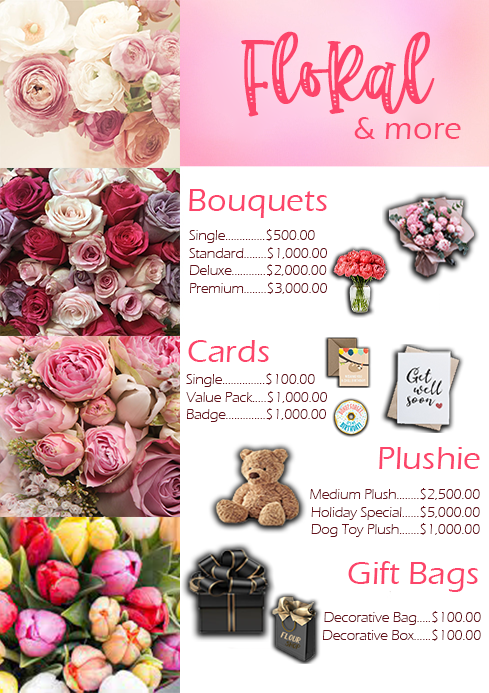 Floral
& more
Bouquets
Single..............$500.00
Standard........$1,000.00
Deluxe............$2,000.00
Premium........$3,000.00
Cards
Single...............$100.00
Value Pack.....$1,000.00
Badge..............$1,000.00
Get
well
soon
Plushie
Medium Plush........$2,500.00
Holiday Special......$5,000.00
Dog Toy Plush.......$1,000.00
Gift Bags
Decorative Bag.....$100.00
Decorative Box.....$100.00
FLOUR